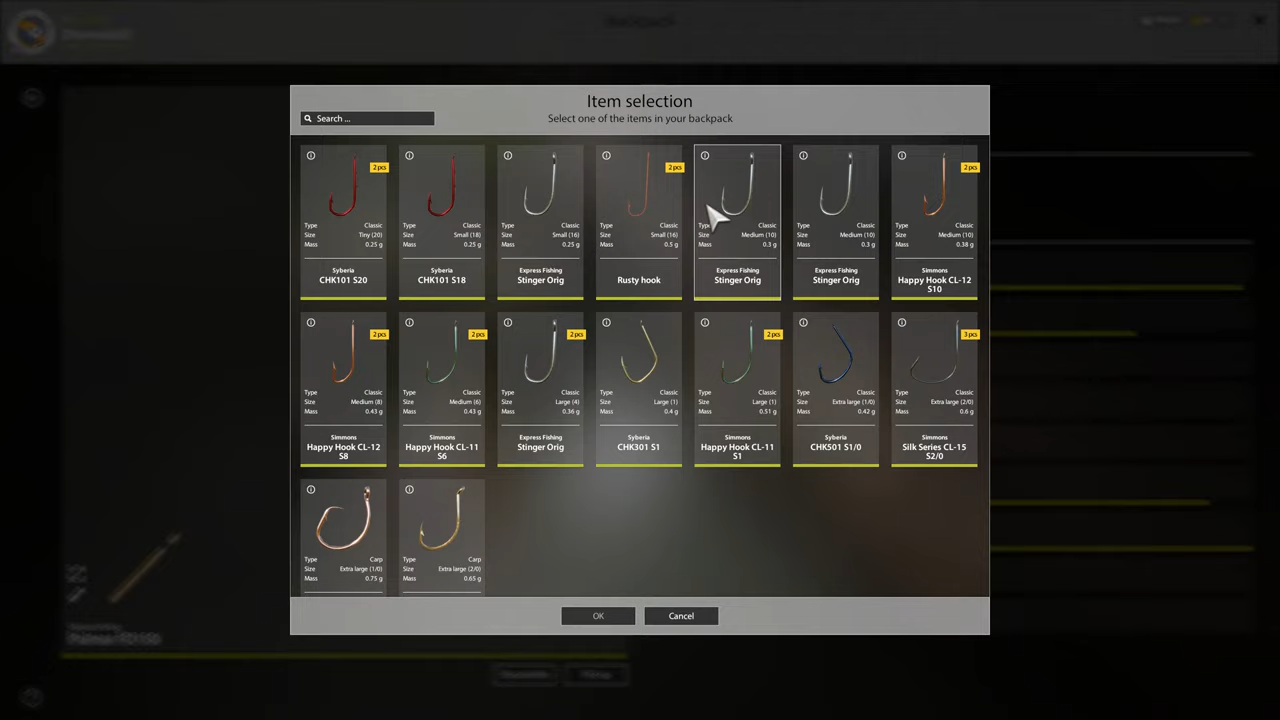 Item selection
Search ...
Select one of the items in your backpack
2 pcs
Type Classic
Size Tiny (20)
Mass 0.25 g
Syberia
CHK101 S20
Type Classic
Size Small (18)
Mass 0.25 g
Syberia
CHK101 S18
Type Classic
Size Small (16)
Mass 0.25 g
Express Fishing
Stinger Orig
2 pcs
Type Classic
Size Small (16)
Mass 0.5 g
Rusty hook
Type Classic
Size Medium (10)
Mass 0.3 g
Express Fishing
Stinger Orig
Type Classic
Size Medium (10)
Mass 0.3 g
Express Fishing
Stinger Orig
2 pcs
Type Classic
Size Medium (10)
Mass 0.38 g
Simmons
Happy Hook CL-12
S10
2 pcs
Type Classic
Size Medium (8)
Mass 0.43 g
Simmons
Happy Hook CL-12
S8
2 pcs
Type Classic
Size Medium (6)
Mass 0.43 g
Simmons
Happy Hook CL-11
S6
2 pcs
Type Classic
Size Large (4)
Mass 0.36 g
Express Fishing
Stinger Orig
Type Classic
Size Large (1)
Mass 0.4 g
Syberia
CHK301 S1
2 pcs
Type Classic
Size Large (1)
Mass 0.51 g
Simmons
Happy Hook CL-11
S1
Type Classic
Size Extra large (1/0)
Mass 0.42 g
Syberia
CHK501 S1/0
3 pcs
Type Classic
Size Extra large (2/0)
Mass 0.6 g
Simmons
Silk Series CL-15
S2/0
Type Carp
Size Extra large (1/0)
Mass 0.75 g
Type Carp
Size Extra large (2/0)
Mass 0.65 g
OK
Cancel